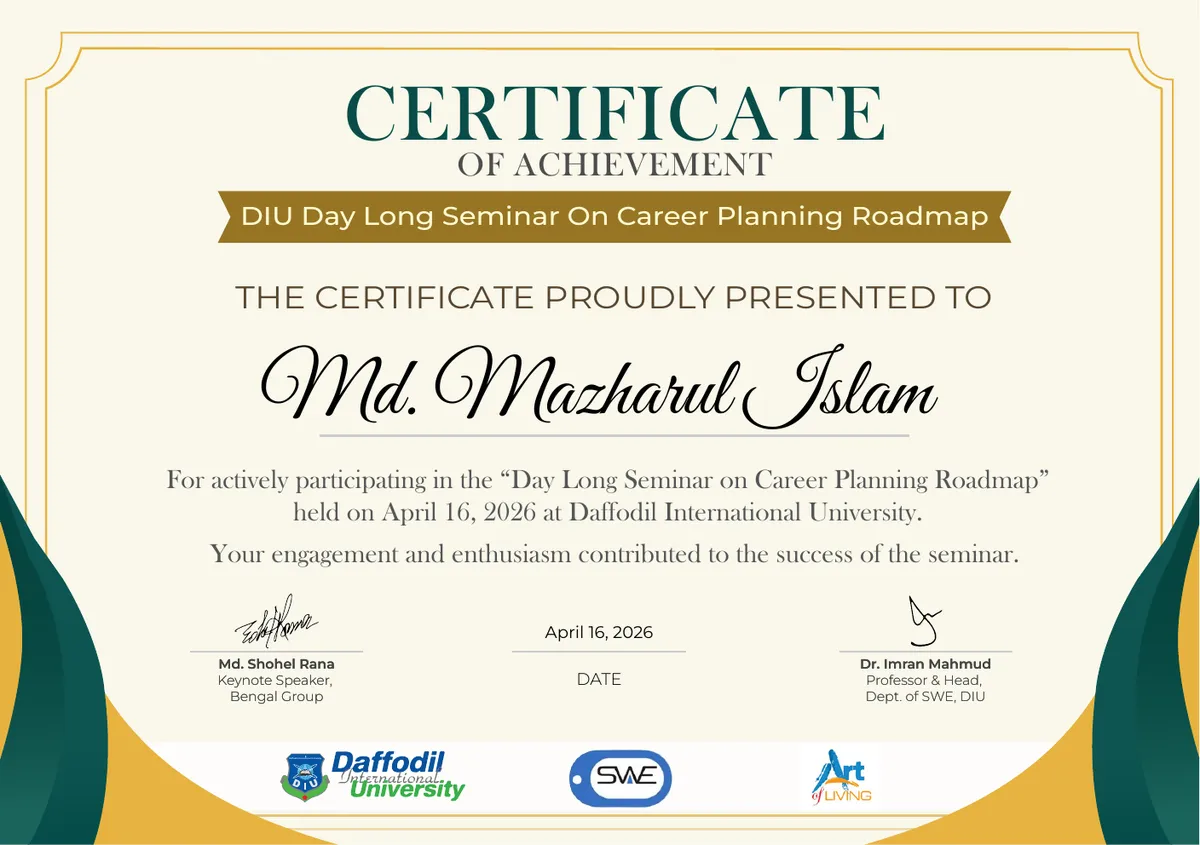 CERTIFICATE
OF ACHIEVEMENT
DIU Day Long Seminar On Career Planning Roadmap
THE CERTIFICATE PROUDLY PRESENTED TO
Md. Mazharul Islam
For actively participating in the “Day Long Seminar on Career Planning Roadmap”
held on April 16, 2026 at Daffodil International University.
Your engagement and enthusiasm contributed to the success of the seminar.
Md. Shohel Rana
Keynote Speaker,
Bengal Group
April 16, 2026
DATE
Dr. Imran Mahmud
Professor & Head,
Dept. of SWE, DIU
DIU
Daffodil
International
University
SWE
Art
of LIVING